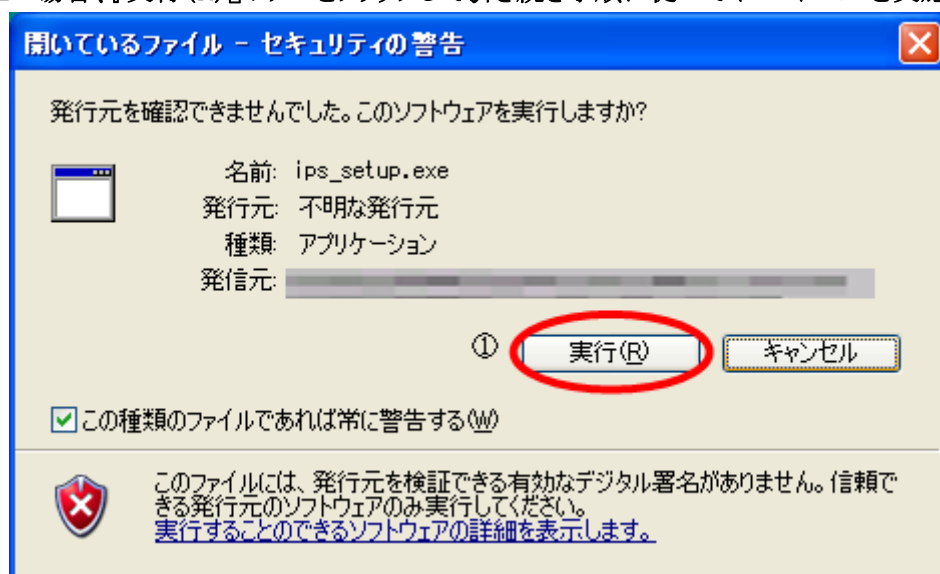 開いているファイル - セキュリティの警告
発行元を確認できませんでした。このソフトウェアを実行しますか?
名前: ips_setup.exe
発行元: 不明な発行元
種類: アプリケーション
発信元:
① 実行(R) キャンセル
この種類のファイルであれば常に警告する(W)
このファイルには、発行元を検証できる有効なデジタル署名がありません。信頼で
きる発行元のソフトウェアのみ実行してください。
実行することのできるソフトウェアの詳細を表示します。